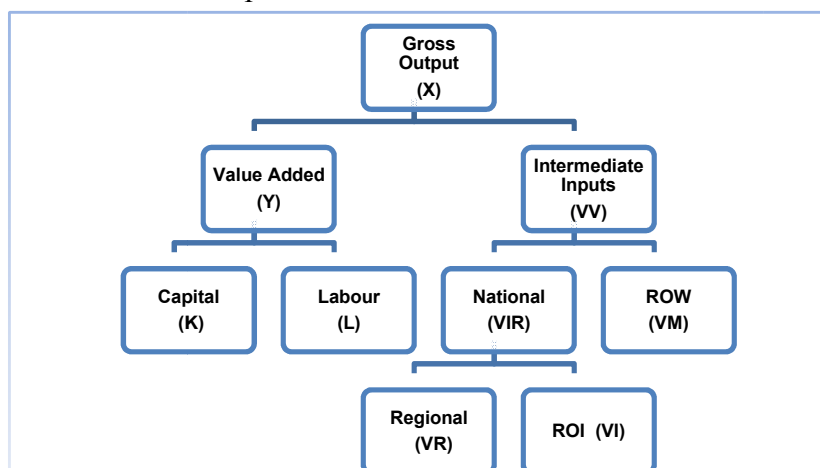 Gross
Output
(X)
Value Added
(Y)
Intermediate
Inputs
(VV)
Capital
(K)
Labour
(L)
National
(VIR)
ROW
(VM)
Regional
(VR)
ROI (VI)